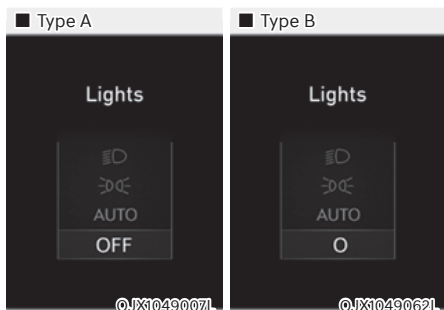 ■ Type A
Lights
AUTO
OFF
OJX1049007L
■ Type B
Lights
AUTO
O
OJX1049062L